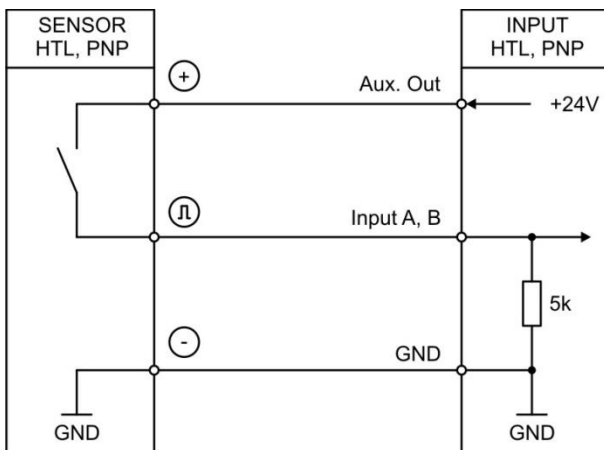 SENSOR
HTL, PNP
INPUT
HTL, PNP
+
Aux. Out
+24V
Input A, B
5k
-
GND
GND
GND